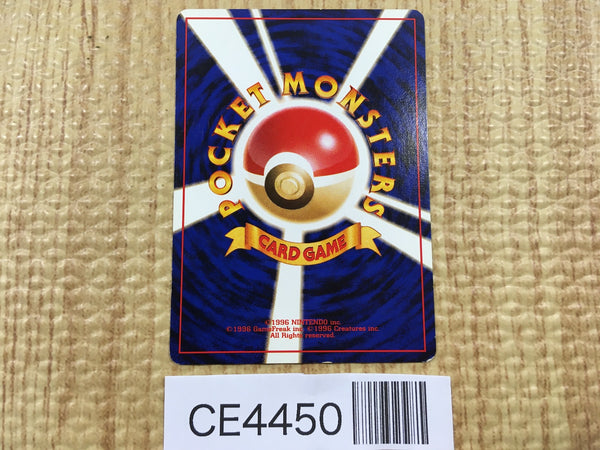 POCKET MONSTERS
CARD GAME
©1996 NINTENDO inc.
©1996 GameFreak inc. ©1996 Creatures inc.
All Rights reserved.
CE4450